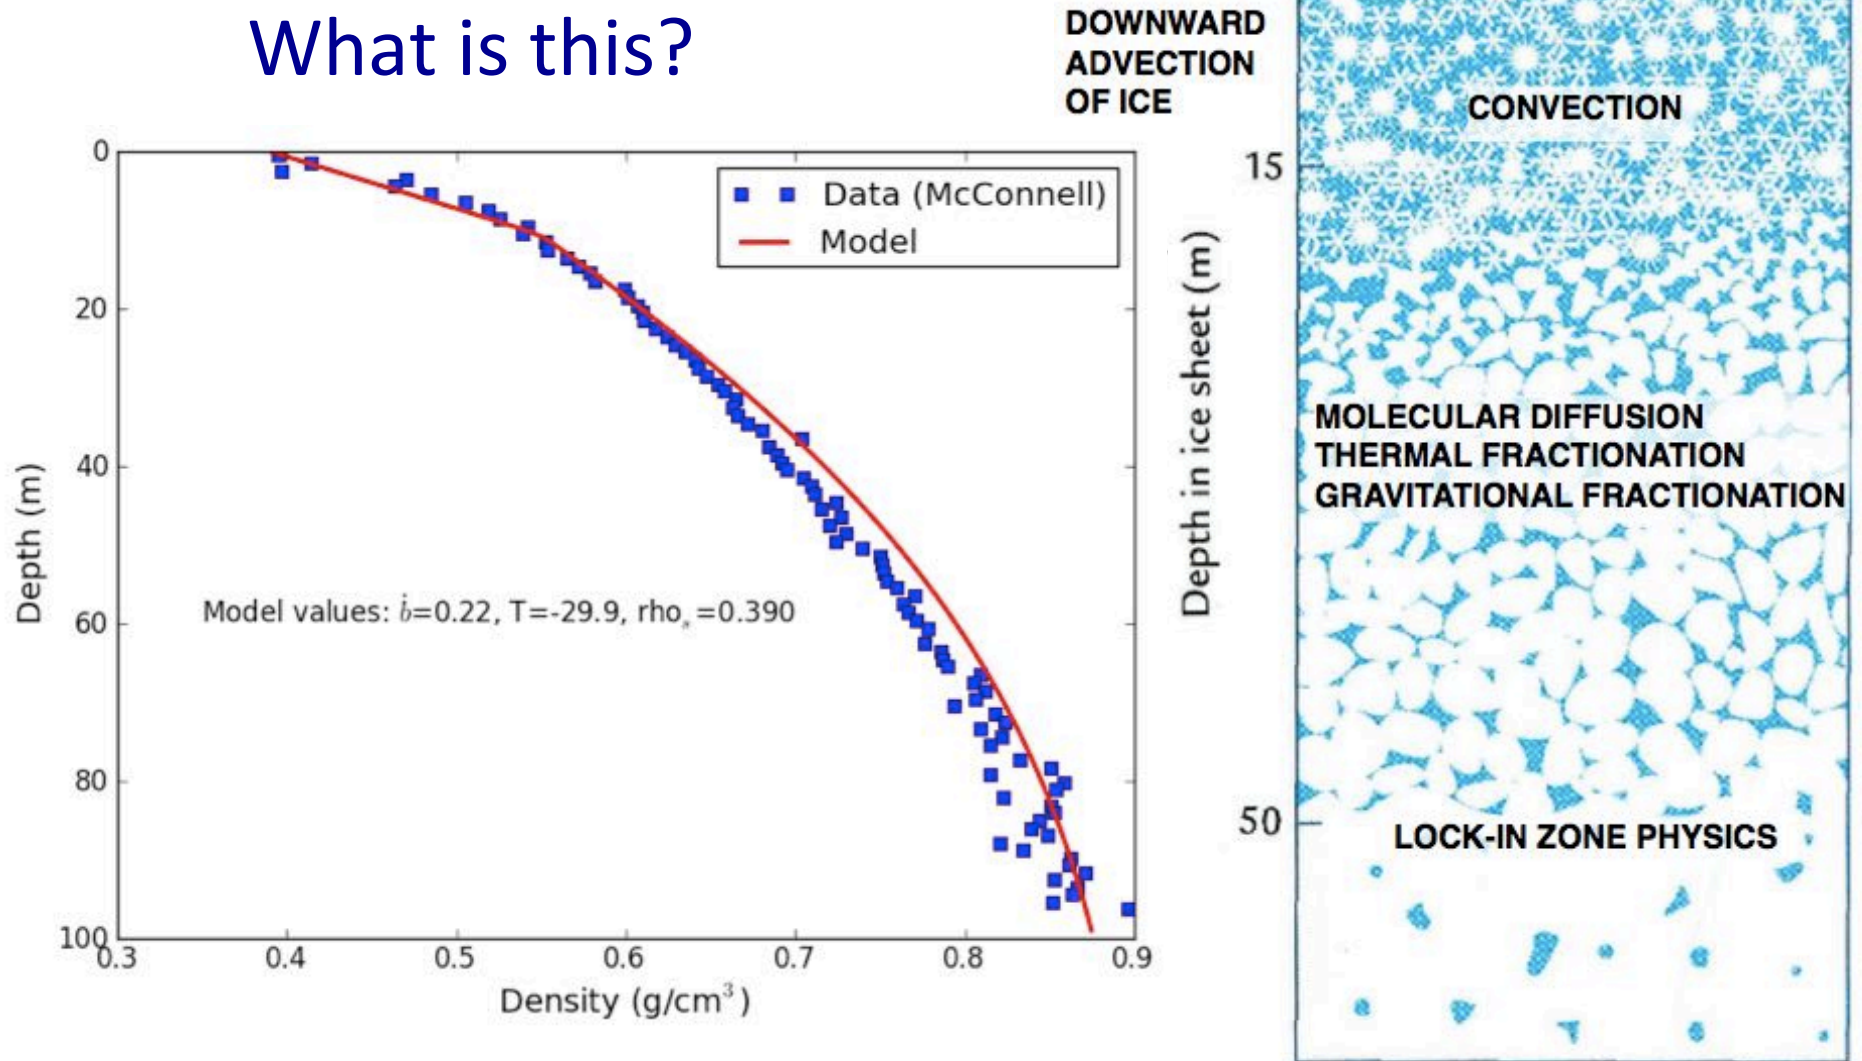 What is this?
DOWNWARD
ADVECTION
OF ICE
0
20
40
60
80
100
Depth (m)
Data (McConnell)
Model
Model values: ḃ=0.22, T=-29.9, rhoₛ=0.390
0.3
0.4
0.5
0.6
0.7
0.8
0.9
Density (g/cm³)
Depth in ice sheet (m)
15
50
CONVECTION
MOLECULAR DIFFUSION
THERMAL FRACTIONATION
GRAVITATIONAL FRACTIONATION
LOCK-IN ZONE PHYSICS